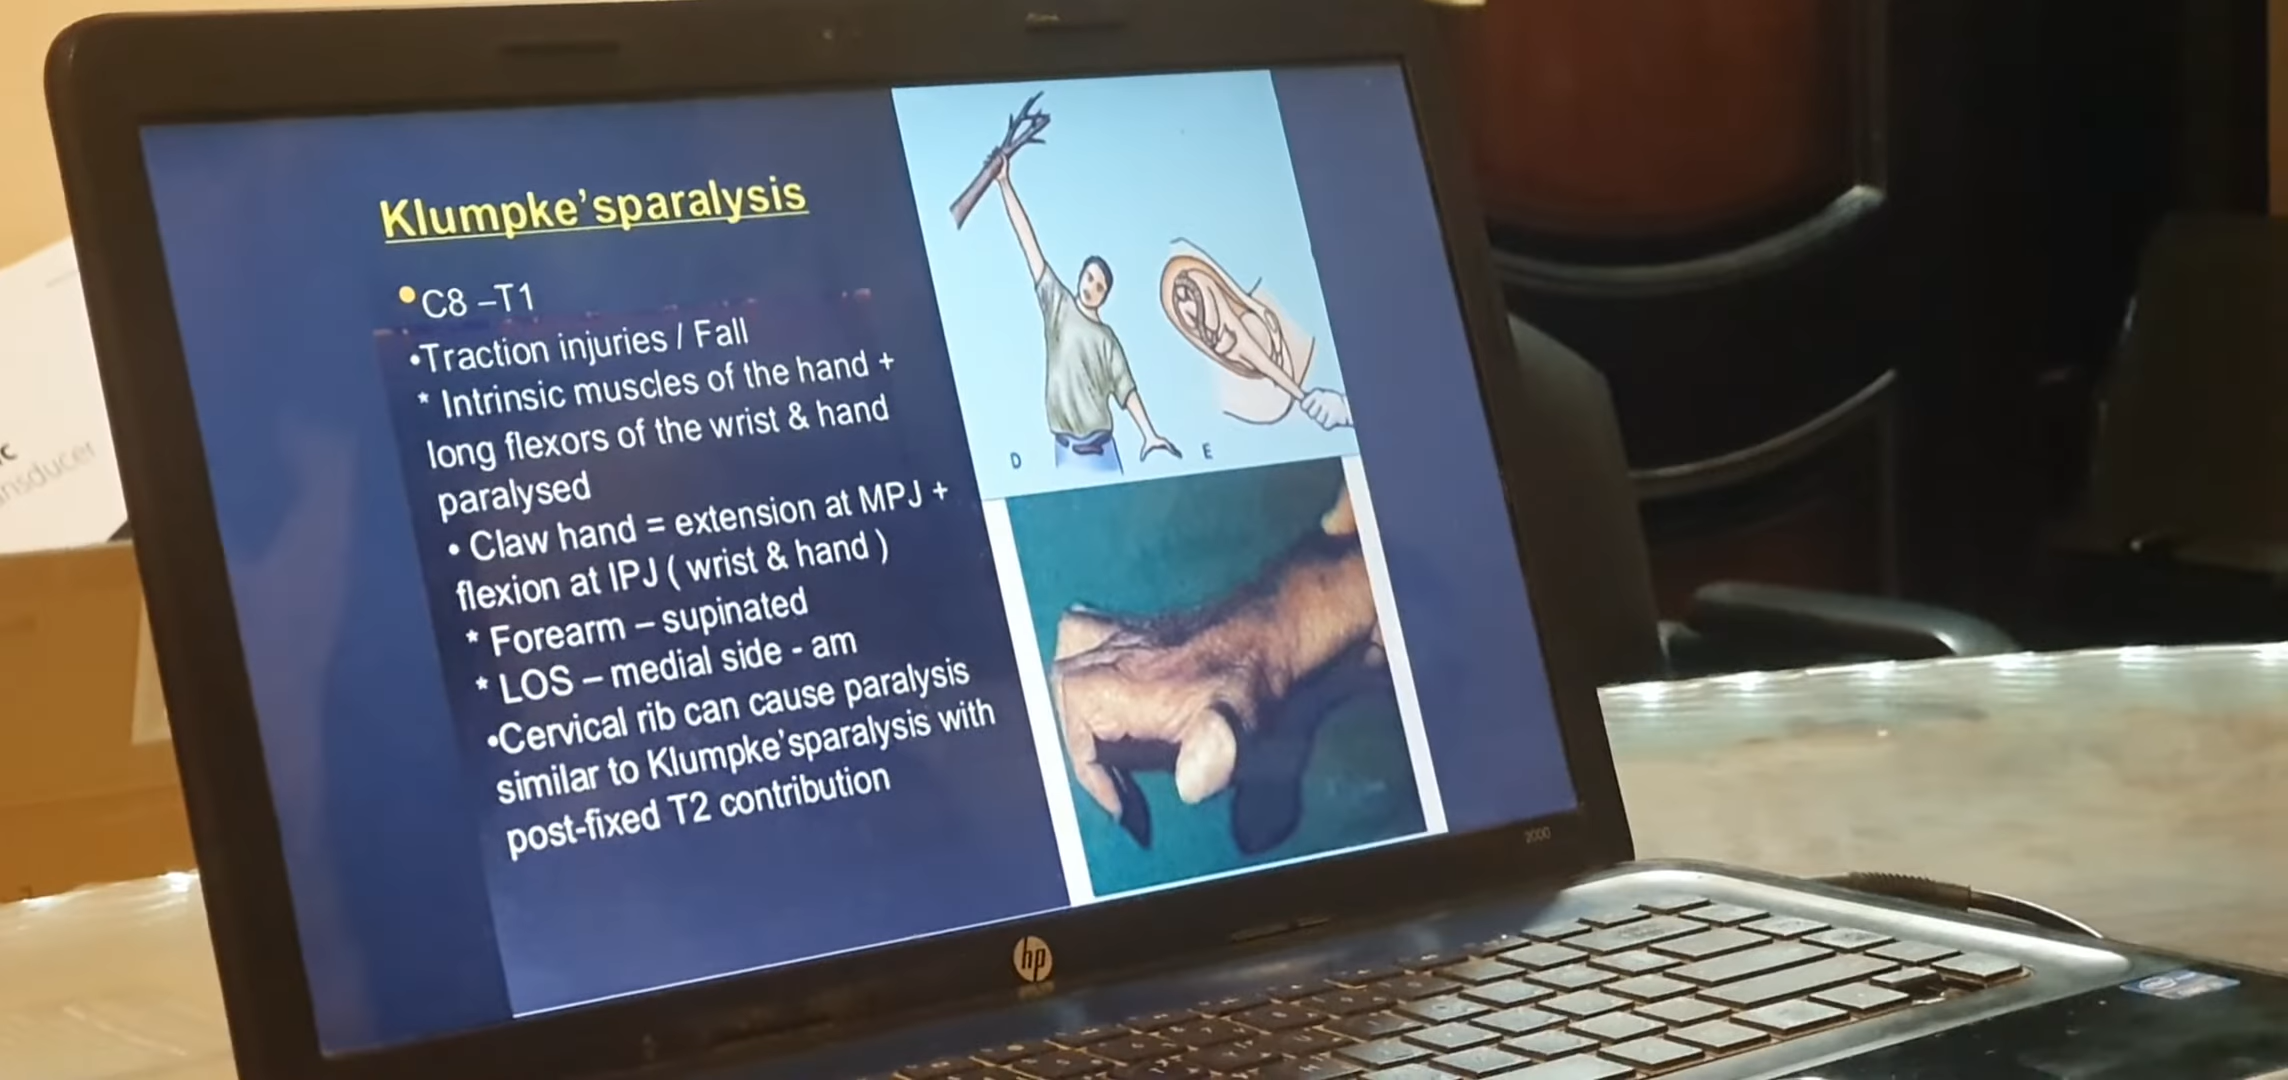 Klumpke'sparalysis
•C8 –T1
•Traction injuries / Fall
* Intrinsic muscles of the hand +
long flexors of the wrist & hand
paralysed
• Claw hand = extension at MPJ +
flexion at IPJ ( wrist & hand )
* Forearm – supinated
* LOS – medial side - am
•Cervical rib can cause paralysis
similar to Klumpke'sparalysis with
post-fixed T2 contribution
D
E
2000
hp